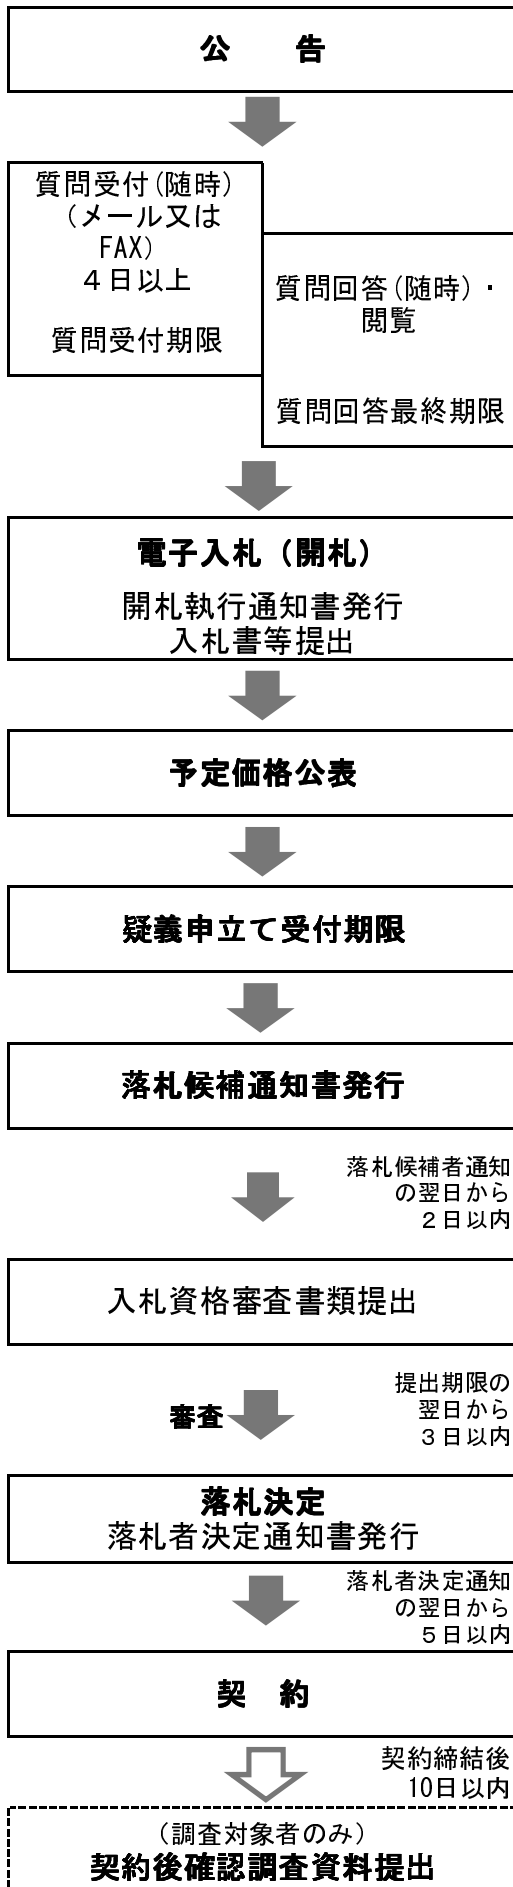 公　　告
質問受付(随時)
（メール又は
FAX）
４日以上
質問受付期限
質問回答(随時)・
閲覧
質問回答最終期限
電子入札（開札）
開札執行通知書発行
入札書等提出
予定価格公表
疑義申立て受付期限
落札候補通知書発行
落札候補者通知
の翌日から
２日以内
入札資格審査書類提出
審査
提出期限の
翌日から
３日以内
落札決定
落札者決定通知書発行
落札者決定通知
の翌日から
５日以内
契　約
契約締結後
10日以内
（調査対象者のみ）
契約後確認調査資料提出